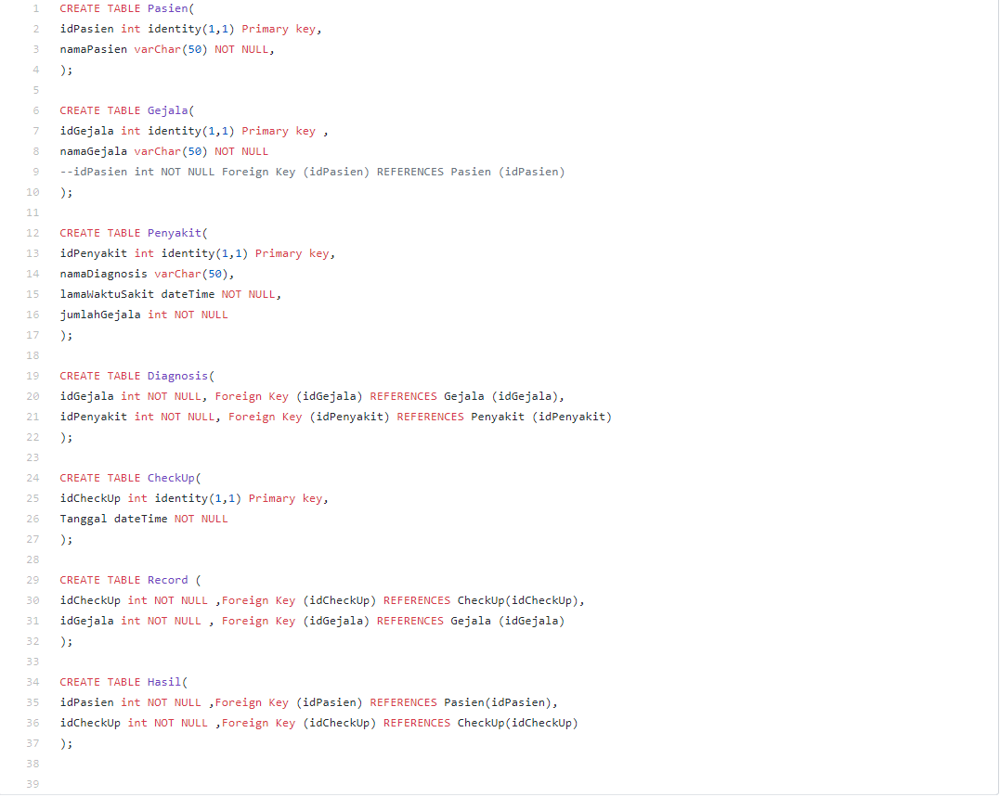 1 CREATE TABLE Pasien(
2 idPasien int identity(1,1) Primary key,
3 namaPasien varChar(50) NOT NULL,
4 );
5
6 CREATE TABLE Gejala(
7 idGejala int identity(1,1) Primary key ,
8 namaGejala varChar(50) NOT NULL
9 --idPasien int NOT NULL Foreign Key (idPasien) REFERENCES Pasien (idPasien)
10 );
11
12 CREATE TABLE Penyakit(
13 idPenyakit int identity(1,1) Primary key,
14 namaDiagnosis varChar(50),
15 lamaWaktuSakit dateTime NOT NULL,
16 jumlahGejala int NOT NULL
17 );
18
19 CREATE TABLE Diagnosis(
20 idGejala int NOT NULL, Foreign Key (idGejala) REFERENCES Gejala (idGejala),
21 idPenyakit int NOT NULL, Foreign Key (idPenyakit) REFERENCES Penyakit (idPenyakit)
22 );
23
24 CREATE TABLE CheckUp(
25 idCheckUp int identity(1,1) Primary key,
26 Tanggal dateTime NOT NULL
27 );
28
29 CREATE TABLE Record (
30 idCheckUp int NOT NULL ,Foreign Key (idCheckUp) REFERENCES CheckUp(idCheckUp),
31 idGejala int NOT NULL , Foreign Key (idGejala) REFERENCES Gejala (idGejala)
32 );
33
34 CREATE TABLE Hasil(
35 idPasien int NOT NULL ,Foreign Key (idPasien) REFERENCES Pasien(idPasien),
36 idCheckUp int NOT NULL ,Foreign Key (idCheckUp) REFERENCES CheckUp(idCheckUp)
37 );
38
39